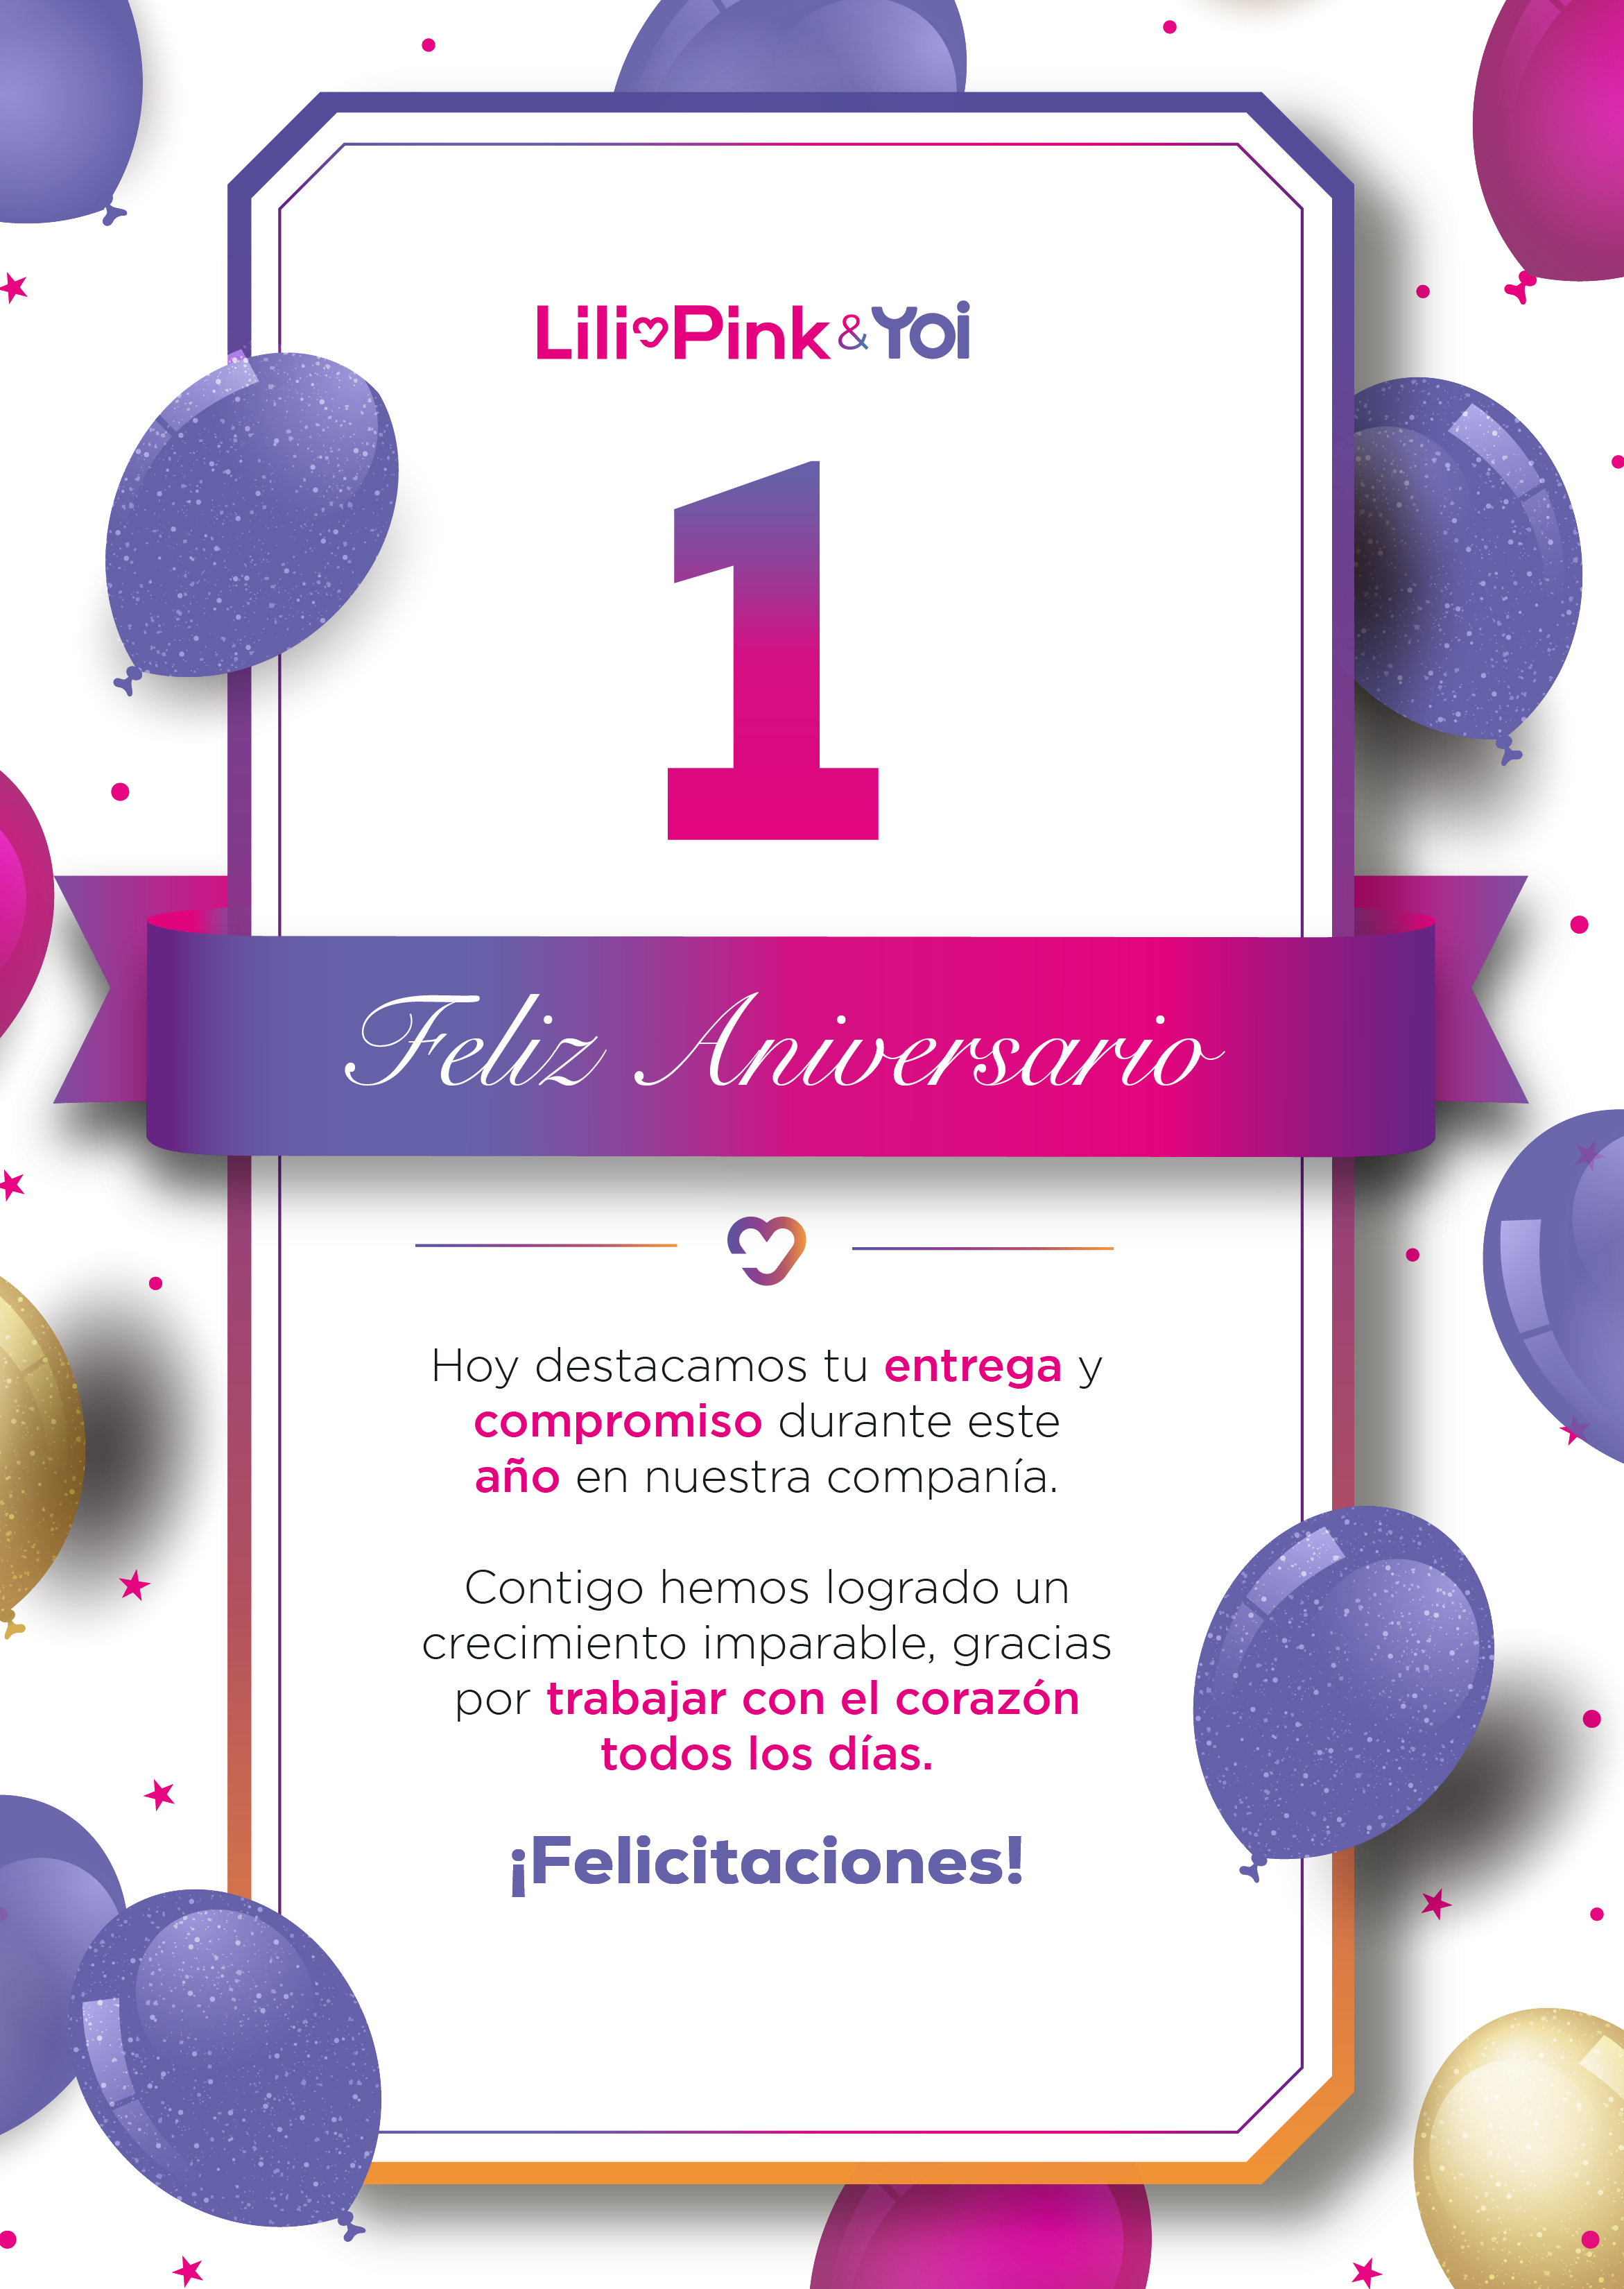 Lili Pink & Yoi
1
Feliz Aniversario
Hoy destacamos tu entrega y
compromiso durante este
año en nuestra companía.
Contigo hemos logrado un
crecimiento imparable, gracias
por trabajar con el corazón
todos los días.
¡Felicitaciones!